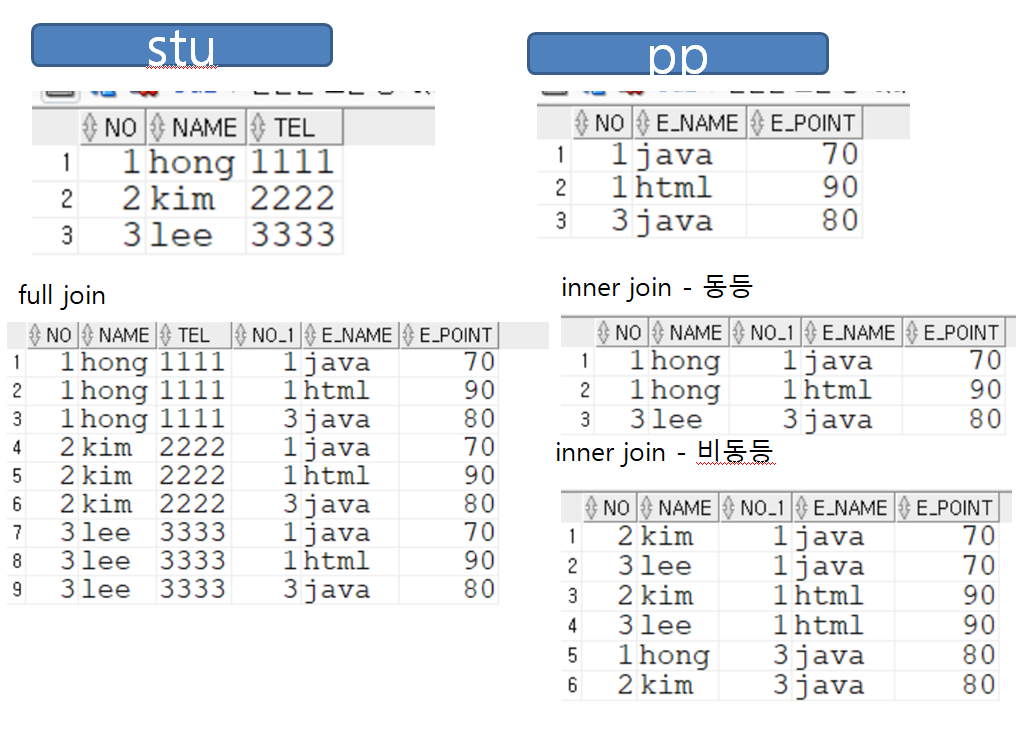 stu
NO NAME TEL
1 1 hong 1111
2 2 kim 2222
3 3 lee 3333
pp
NO E_NAME E_POINT
1 1 java 70
2 1 html 90
3 3 java 80
full join
NO NAME TEL NO_1 E_NAME E_POINT
1 1 hong 1111 1 java 70
2 1 hong 1111 1 html 90
3 1 hong 1111 3 java 80
4 2 kim 2222 1 java 70
5 2 kim 2222 1 html 90
6 2 kim 2222 3 java 80
7 3 lee 3333 1 java 70
8 3 lee 3333 1 html 90
9 3 lee 3333 3 java 80
inner join - 동등
NO NAME NO_1 E_NAME E_POINT
1 1 hong 1 java 70
2 1 hong 1 html 90
3 3 lee 3 java 80
inner join - 비동등
NO NAME NO_1 E_NAME E_POINT
1 2 kim 1 java 70
2 3 lee 1 java 70
3 2 kim 1 html 90
4 3 lee 1 html 90
5 1 hong 3 java 80
6 2 kim 3 java 80